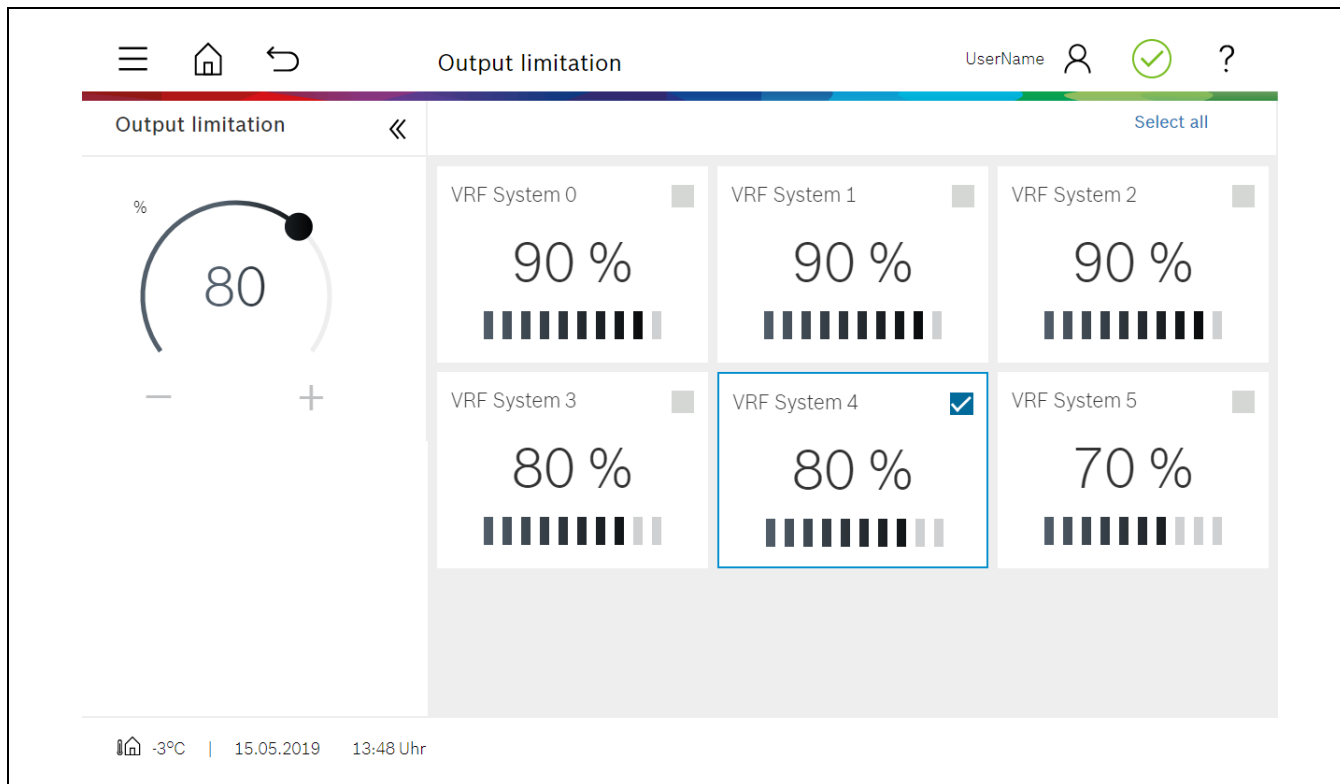 Output limitation
UserName
?
Output limitation
Select all
%
80
VRF System 0
90 %
VRF System 1
90 %
VRF System 2
90 %
VRF System 3
80 %
VRF System 4
80 %
VRF System 5
70 %
-3°C | 15.05.2019 13:48 Uhr